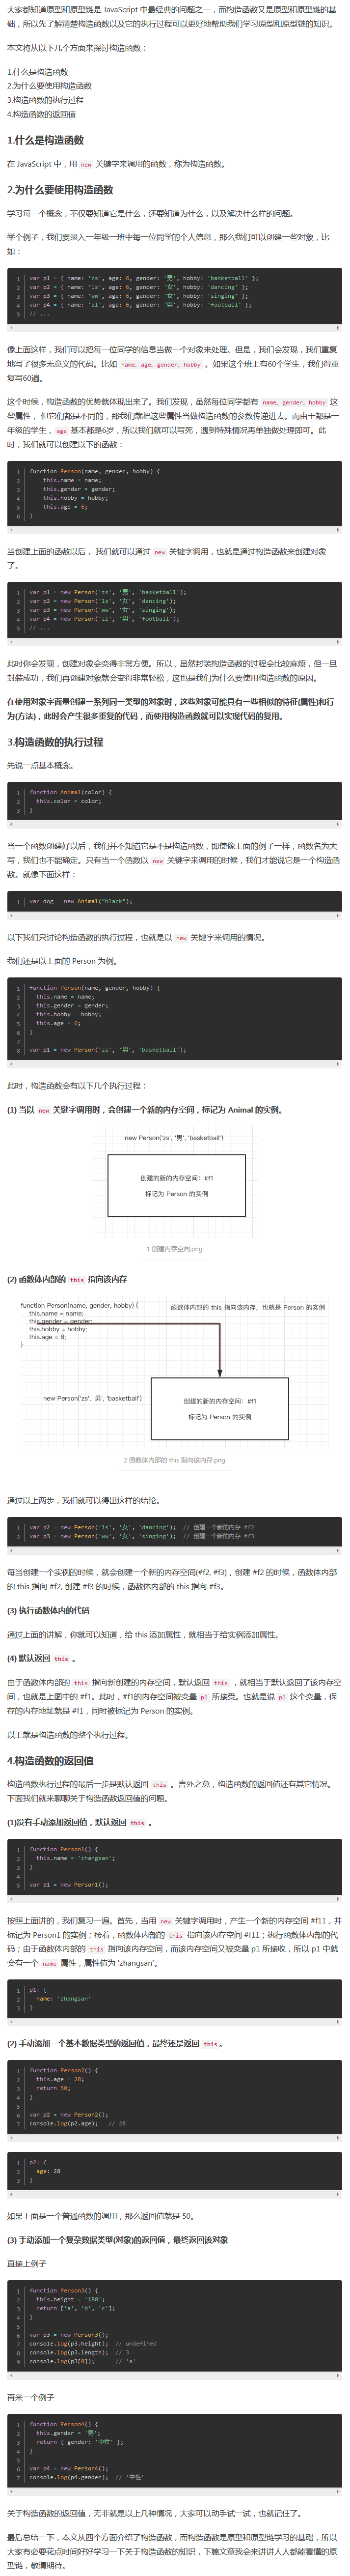 大家都知道原型和原型链是 JavaScript 中最经典的问题之一，而构造函数又是原型和原型链的基
础，所以先了解清楚构造函数以及它的执行过程可以更好地帮助我们学习原型和原型链的知识。
本文将从以下几个方面来探讨构造函数：
1.什么是构造函数
2.为什么要使用构造函数
3.构造函数的执行过程
4.构造函数的返回值
1.什么是构造函数
在 JavaScript 中，用 new 关键字来调用的函数，称为构造函数。
2.为什么要使用构造函数
学习每一个概念，不仅要知道它是什么，还要知道为什么，以及解决什么样的问题。
举个例子，我们要录入一年级一班中每一位同学的个人信息，那么我们可以创建一些对象，比
如：
1 var p1 = { name: 'zs', age: 6, gender: '男', hobby: 'basketball' };
2 var p2 = { name: 'ls', age: 6, gender: '女', hobby: 'dancing' };
3 var p3 = { name: 'ww', age: 6, gender: '女', hobby: 'singing' };
4 var p4 = { name: 'zl', age: 6, gender: '男', hobby: 'football' };
5 // ...
像上面这样，我们可以把每一位同学的信息当做一个对象来处理。但是，我们会发现，我们重复
地写了很多无意义的代码。比如 name、age、gender、hobby 。如果这个班上有60个学生，我们得重
复写60遍。
这个时候，构造函数的优势就体现出来了。我们发现，虽然每位同学都有 name、gender、hobby 这
些属性， 但它们都是不同的，那我们就把这些属性当做构造函数的参数传递进去。而由于都是一
年级的学生， age 基本都是6岁，所以我们就可以写死，遇到特殊情况再单独做处理即可。此
时，我们就可以创建以下的函数：
1 function Person(name, gender, hobby) {
2 this.name = name;
3 this.gender = gender;
4 this.hobby = hobby;
5 this.age = 6;
6 }
当创建上面的函数以后， 我们就可以通过 new 关键字调用，也就是通过构造函数来创建对象
了。
1 var p1 = new Person('zs', '男', 'basketball');
2 var p2 = new Person('ls', '女', 'dancing');
3 var p3 = new Person('ww', '女', 'singing');
4 var p4 = new Person('zl', '男', 'football');
5 // ...
此时你会发现，创建对象会变得非常方便。所以，虽然封装构造函数的过程会比较麻烦，但一旦
封装成功，我们再创建对象就会变得非常轻松，这也是我们为什么要使用构造函数的原因。
在使用对象字面量创建一系列同一类型的对象时，这些对象可能具有一些相似的特征(属性)和行
为(方法)，此时会产生很多重复的代码，而使用构造函数就可以实现代码的复用。
3.构造函数的执行过程
先说一点基本概念。
1 function Animal(color) {
2 this.color = color;
3 }
当一个函数创建好以后，我们并不知道它是不是构造函数，即使像上面的例子一样，函数名为大
写，我们也不能确定。只有当一个函数以 new 关键字来调用的时候，我们才能说它是一个构造函
数。就像下面这样：
1 var dog = new Animal("black");
以下我们只讨论构造函数的执行过程，也就是以 new 关键字来调用的情况。
我们还是以上面的 Person 为例。
1 function Person(name, gender, hobby) {
2 this.name = name;
3 this.gender = gender;
4 this.hobby = hobby;
5 this.age = 6;
6 }
7
8 var p1 = new Person('zs', '男', 'basketball');
此时，构造函数会有以下几个执行过程：
(1) 当以 new 关键字调用时，会创建一个新的内存空间，标记为 Animal 的实例。
new Person('zs', '男', 'basketball')
创建的新的内存空间：#f1
标记为 Person 的实例
1 创建内存空间.png
(2) 函数体内部的 this 指向该内存
function Person(name, gender, hobby) {
this.name = name;
this.gender = gender;
this.hobby = hobby;
this.age = 6;
}
函数体内部的 this 指向该内存，也就是 Person 的实例
new Person('zs', '男', 'basketball')
创建的新的内存空间：#f1
标记为 Person 的实例
2 函数体内部的 this 指向该内存.png
通过以上两步，我们就可以得出这样的结论。
1 var p2 = new Person('ls', '女', 'dancing'); // 创建一个新的内存 #f2
2 var p3 = new Person('ww', '女', 'singing'); // 创建一个新的内存 #f3
每当创建一个实例的时候，就会创建一个新的内存空间(#f2, #f3)，创建 #f2 的时候，函数体内部
的 this 指向 #f2, 创建 #f3 的时候，函数体内部的 this 指向 #f3。
(3) 执行函数体内的代码
通过上面的讲解，你就可以知道，给 this 添加属性，就相当于给实例添加属性。
(4) 默认返回 this 。
由于函数体内部的 this 指向新创建的内存空间，默认返回 this ，就相当于默认返回了该内存空
间，也就是上图中的 #f1。此时，#f1的内存空间被变量 p1 所接受。也就是说 p1 这个变量，保
存的内存地址就是 #f1，同时被标记为 Person 的实例。
以上就是构造函数的整个执行过程。
4.构造函数的返回值
构造函数执行过程的最后一步是默认返回 this 。言外之意，构造函数的返回值还有其它情况。
下面我们就来聊聊关于构造函数返回值的问题。
(1)没有手动添加返回值，默认返回 this 。
1 function Person1() {
2 this.name = 'zhangsan';
3 }
4
5 var p1 = new Person1();
按照上面讲的，我们复习一遍。首先，当用 new 关键字调用时，产生一个新的内存空间 #f11，并
标记为 Person1 的实例；接着，函数体内部的 this 指向该内存空间 #f11；执行函数体内部的代
码；由于函数体内部的 this 指向该内存空间，而该内存空间又被变量 p1 所接收，所以 p1 中就
会有一个 name 属性，属性值为 'zhangsan'。
1 p1: {
2 name: 'zhangsan'
3 }
(2) 手动添加一个基本数据类型的返回值，最终还是返回 this。
1 function Person2() {
2 this.age = 28;
3 return 50;
4 }
5
6 var p2 = new Person2();
7 console.log(p2.age); // 28
1 p2: {
2 age: 28
3 }
如果上面是一个普通函数的调用，那么返回值就是 50。
(3) 手动添加一个复杂数据类型(对象)的返回值，最终返回该对象
直接上例子
1 function Person3() {
2 this.height = '180';
3 return ['a', 'b', 'c'];
4 }
5
6 var p3 = new Person3();
7 console.log(p3.height); // undefined
8 console.log(p3.length); // 3
9 console.log(p3[0]); // 'a'
再来一个例子
1 function Person4() {
2 this.gender = '男';
3 return { gender: '中性' };
4 }
5
6 var p4 = new Person4();
7 console.log(p4.gender); // '中性'
关于构造函数的返回值，无非就是以上几种情况，大家可以动手试一试，也就记住了。
最后总结一下，本文从四个方面介绍了构造函数，而构造函数是原型和原型链学习的基础，所以
大家有必要花点时间好好学习一下关于构造函数的知识，下篇文章我会来讲讲人人都能看懂的原
型链，敬请期待。